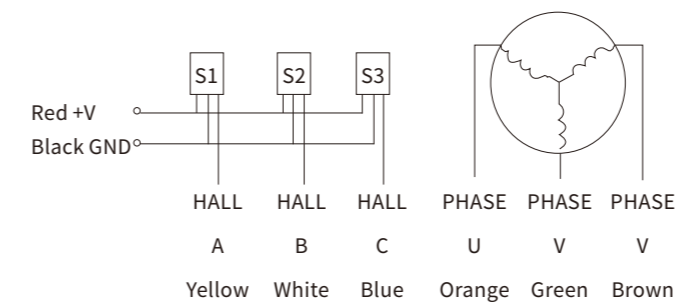 S1 S2 S3
Red +V
Black GND
HALL HALL HALL PHASE PHASE PHASE
A B C U V V
Yellow White Blue Orange Green Brown